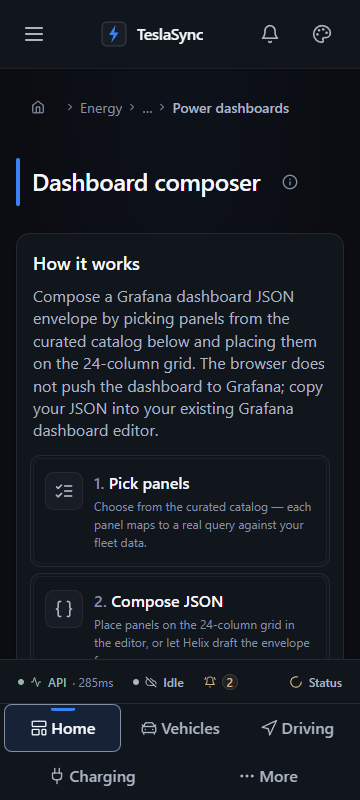 TeslaSync
Energy ... Power dashboards
Dashboard composer
How it works
Compose a Grafana dashboard JSON
envelope by picking panels from the
curated catalog below and placing them
on the 24-column grid. The browser does
not push the dashboard to Grafana; copy
your JSON into your existing Grafana
dashboard editor.
1. Pick panels
Choose from the curated catalog — each
panel maps to a real query against your
fleet data.
2. Compose JSON
Place panels on the 24-column grid in
the editor, or let Helix draft the envelope
API · 285ms Idle 2 Status
Home Vehicles Driving
Charging More